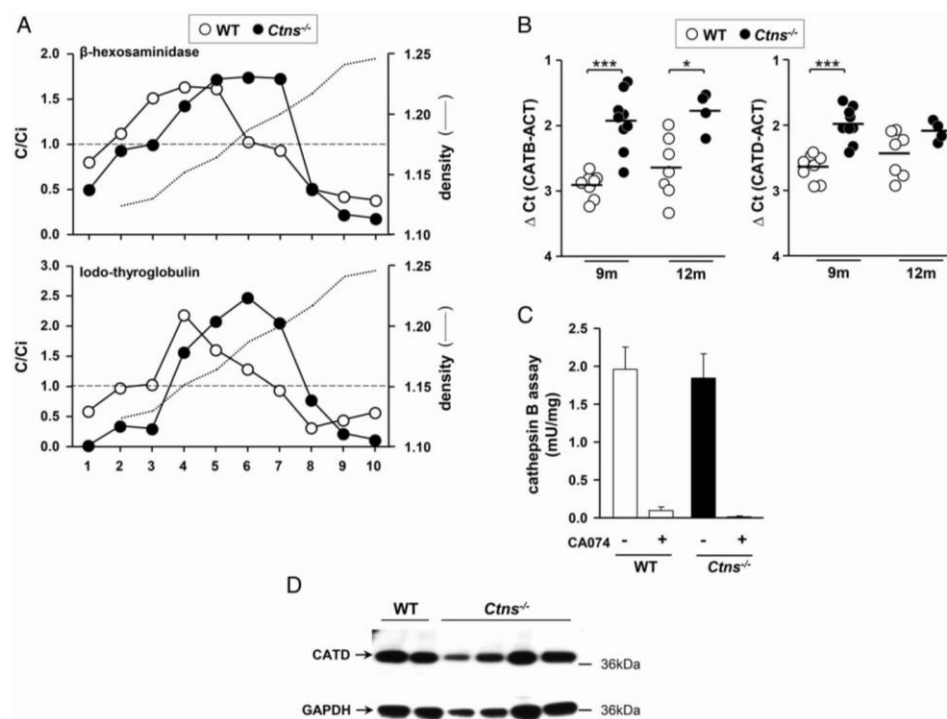 A
WT Ctns-/-
β-hexosaminidase
2.0
1.5
1.0
0.5
0.0
C/Ci
1.25
1.20
1.15
1.10
density (......)
Iodo-thyroglobulin
3.0
2.5
2.0
1.5
1.0
0.5
0.0
C/Ci
1.25
1.20
1.15
1.10
density (......)
1 2 3 4 5 6 7 8 9 10
B
WT Ctns-/-
*** *
1
2
3
4
Δ Ct (CATB-ACT)
9m 12m
***
1
2
3
4
Δ Ct (CATD-ACT)
9m 12m
C
2.5
2.0
1.5
1.0
0.5
0.0
cathepsin B assay
(mU/mg)
CA074 - + - +
WT Ctns-/-
D
WT Ctns-/-
CATD 36kDa
GAPDH 36kDa